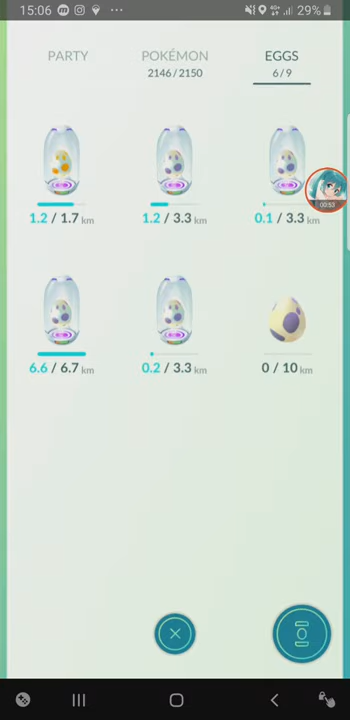 15:06 29%
PARTY POKÉMON EGGS
2146/2150 6/9
1.2 / 1.7 km 1.2 / 3.3 km 0.1 / 3.3 km
00:53
6.6 / 6.7 km 0.2 / 3.3 km 0 / 10 km